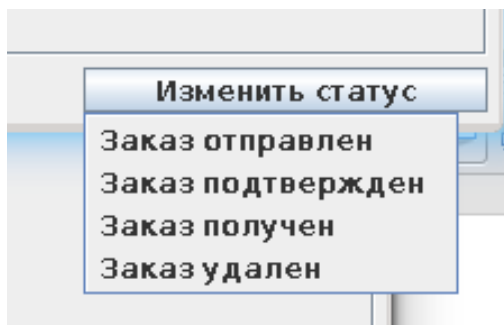 Изменить статус
Заказ отправлен
Заказ подтвержден
Заказ получен
Заказ удален